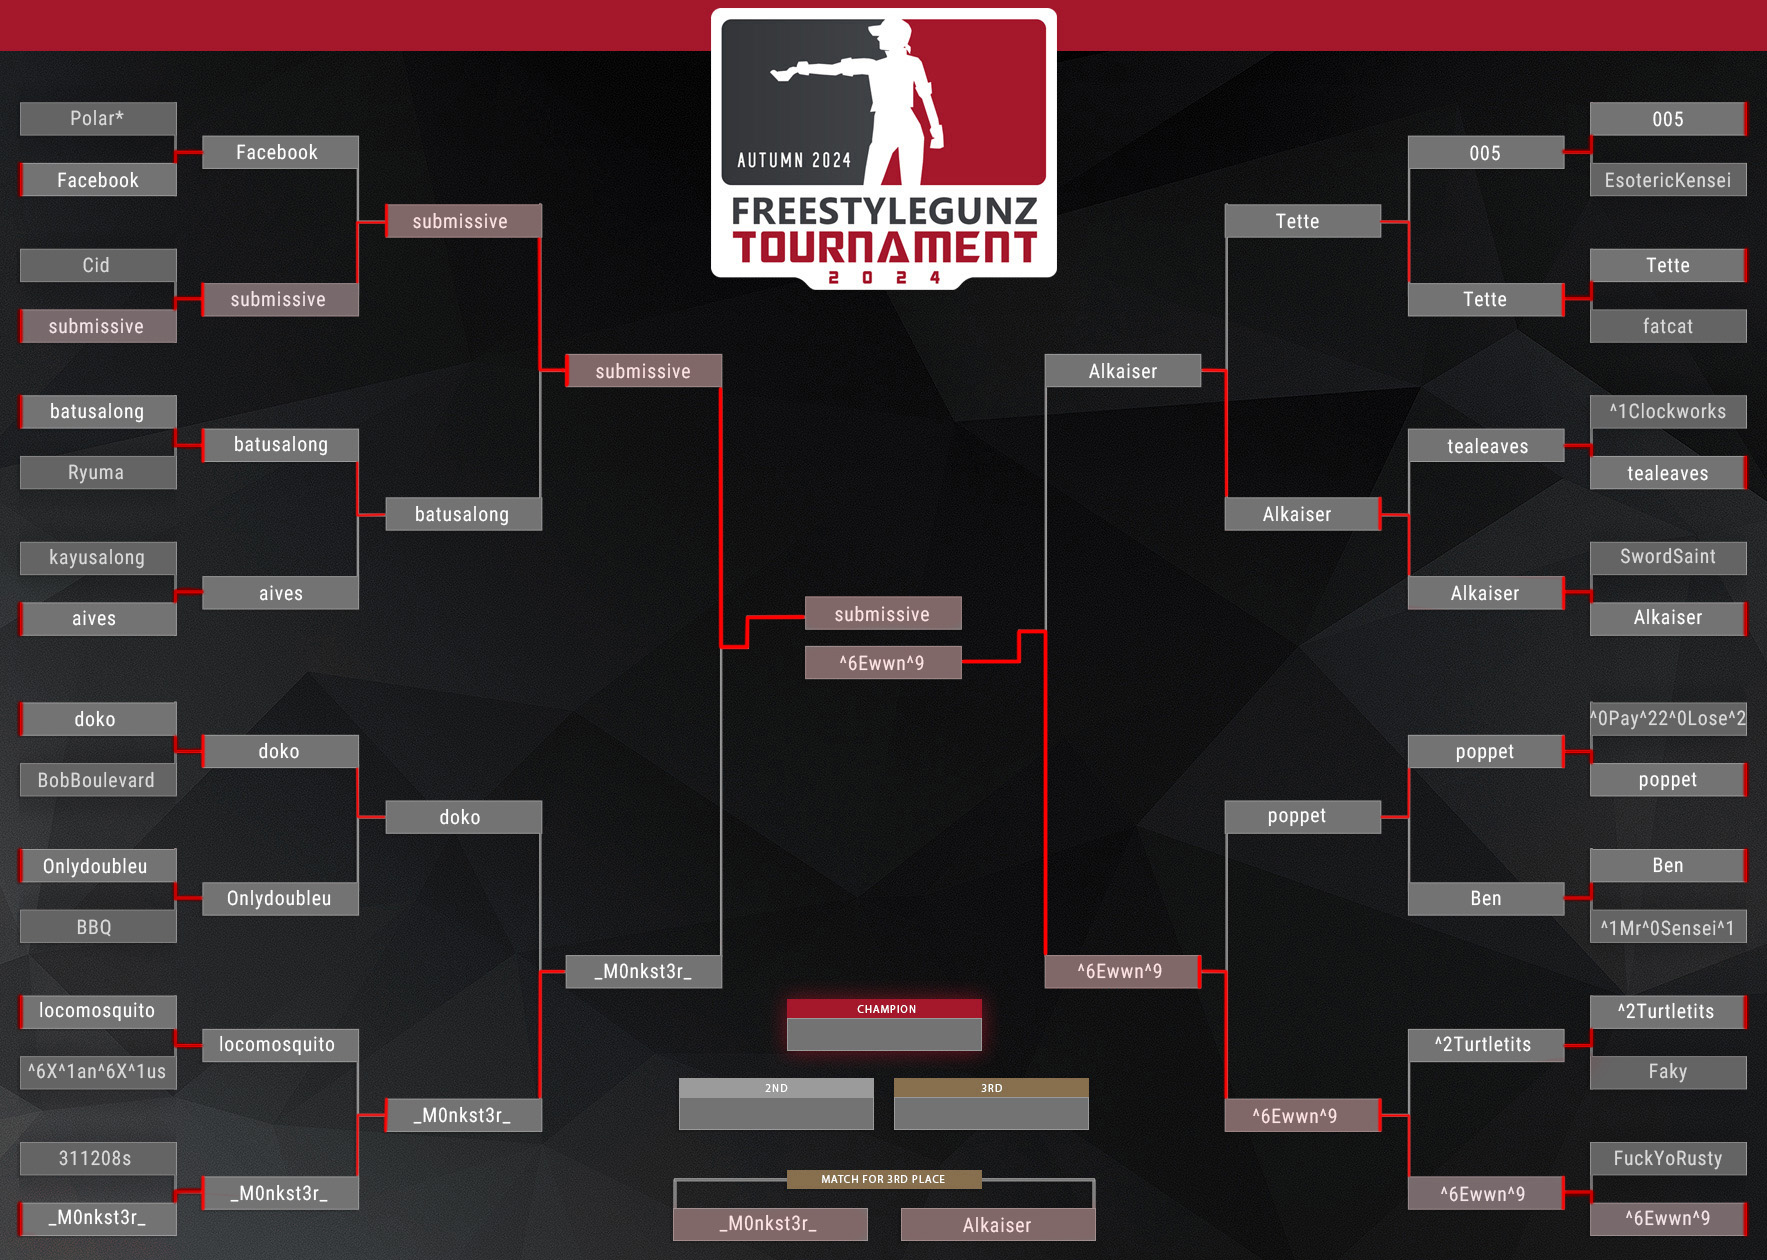 AUTUMN 2024
FREESTYLEGUNZ
TOURNAMENT
2024
Polar*
Facebook
Cid
submissive
batusalong
Ryuma
kayusalong
aives
doko
BobBoulevard
Onlydoubleu
BBQ
locomosquito
^6X^1an^6X^1us
311208s
_M0nkst3r_
Facebook
submissive
batusalong
aives
doko
Onlydoubleu
locomosquito
_M0nkst3r_
submissive
batusalong
doko
_M0nkst3r_
submissive
_M0nkst3r_
submissive
^6Ewwn^9
Alkaiser
^6Ewwn^9
Tette
Alkaiser
poppet
^6Ewwn^9
005
Tette
tealeaves
Alkaiser
poppet
Ben
^2Turtletits
^6Ewwn^9
005
EsotericKensei
Tette
fatcat
^1Clockworks
tealeaves
SwordSaint
Alkaiser
^0Pay^22^0Lose^2
poppet
Ben
^1Mr^0Sensei^1
^2Turtletits
Faky
FuckYoRusty
^6Ewwn^9
CHAMPION
2ND
3RD
MATCH FOR 3RD PLACE
_M0nkst3r_
Alkaiser